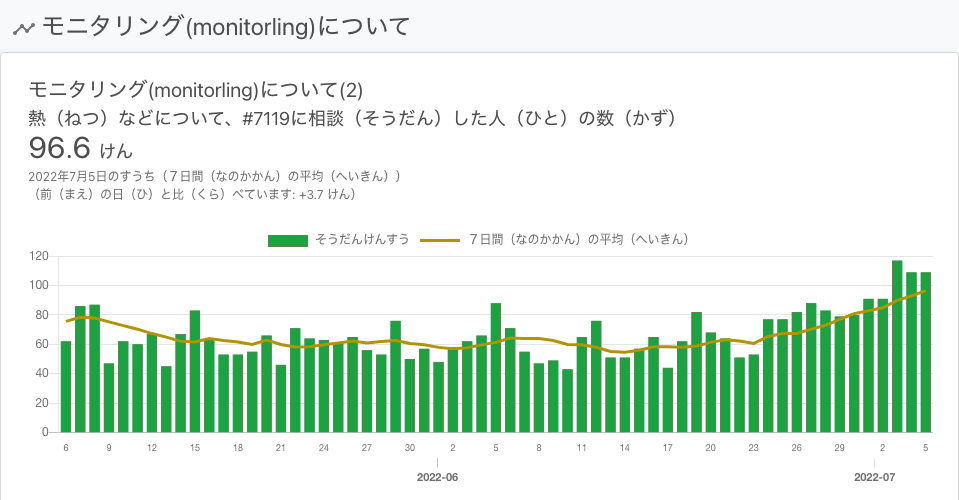 モニタリング(monitorling)について
モニタリング(monitorling)について(2)
熱（ねつ）などについて、#7119に相談（そうだん）した人（ひと）の数（かず）
96.6 けん
2022年7月5日のすうち（７日間（なのかかん）の平均（へいきん））
（前（まえ）の日（ひ）と比（くら）べています: +3.7 けん）
そうだんけんすう ７日間（なのかかん）の平均（へいきん）
120
100
80
60
40
20
0
6 9 12 15 18 21 24 27 30 2 5 8 11 14 17 20 23 26 29 2 5
2022-06 2022-07